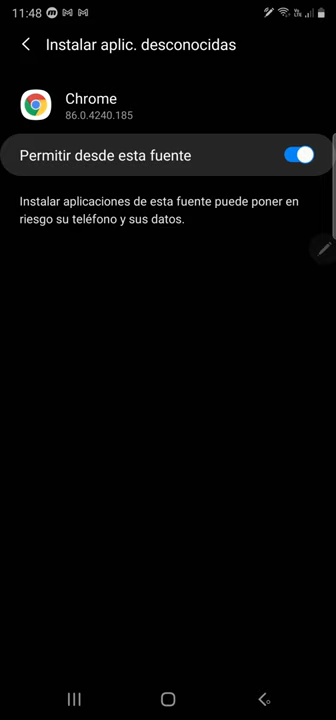 11:48
Instalar aplic. desconocidas
Chrome
86.0.4240.185
Permitir desde esta fuente
Instalar aplicaciones de esta fuente puede poner en
riesgo su teléfono y sus datos.